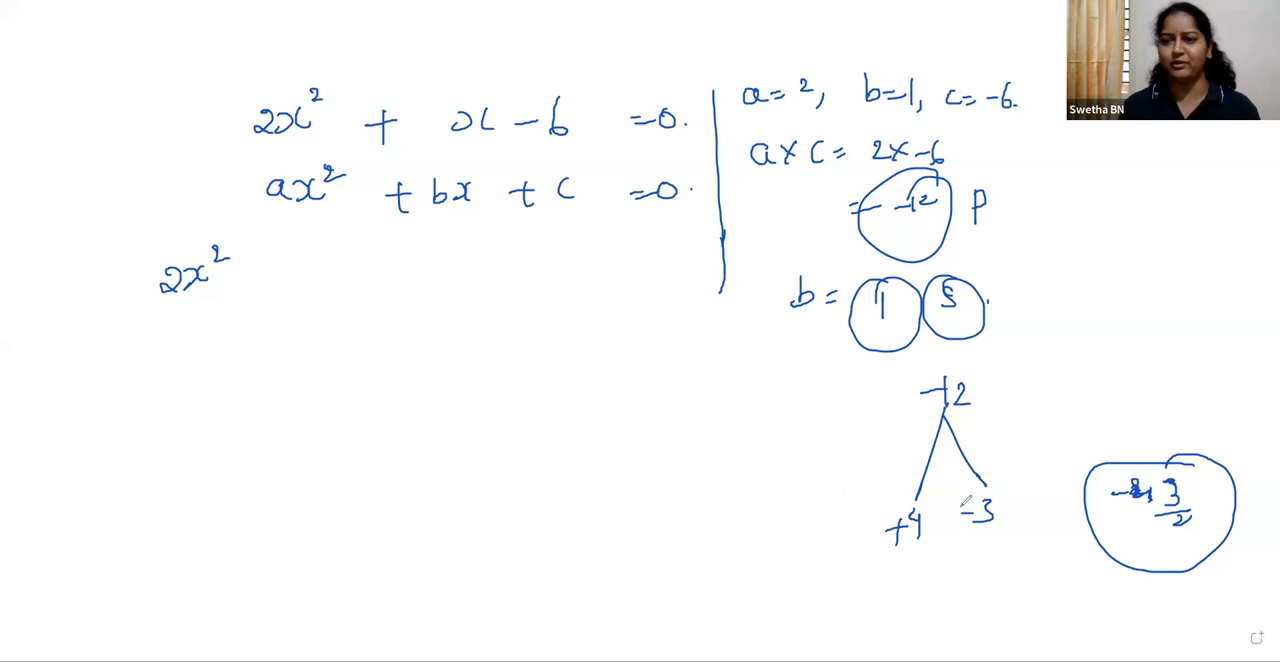 2x² + x - 6 = 0.
ax² + bx + c = 0.
2x²
a = 2, b = 1, c = -6.
a × c = 2 × -6
= -12 P
b = 1 S.
-12
+4 -3
3/2
Swetha BN